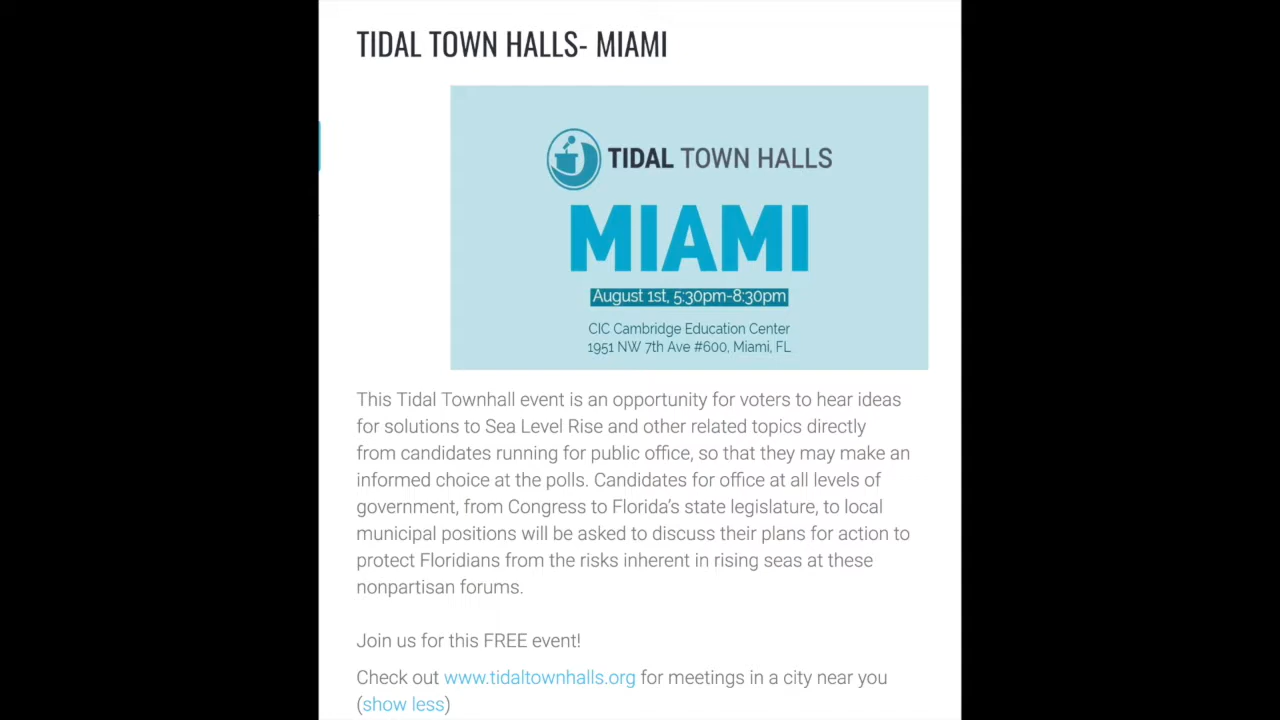 TIDAL TOWN HALLS- MIAMI
TIDAL TOWN HALLS
MIAMI
August 1st, 5:30pm-8:30pm
CIC Cambridge Education Center
1951 NW 7th Ave #600, Miami, FL
This Tidal Townhall event is an opportunity for voters to hear ideas
for solutions to Sea Level Rise and other related topics directly
from candidates running for public office, so that they may make an
informed choice at the polls. Candidates for office at all levels of
government, from Congress to Florida's state legislature, to local
municipal positions will be asked to discuss their plans for action to
protect Floridians from the risks inherent in rising seas at these
nonpartisan forums.
Join us for this FREE event!
Check out www.tidaltownhalls.org for meetings in a city near you
(show less)